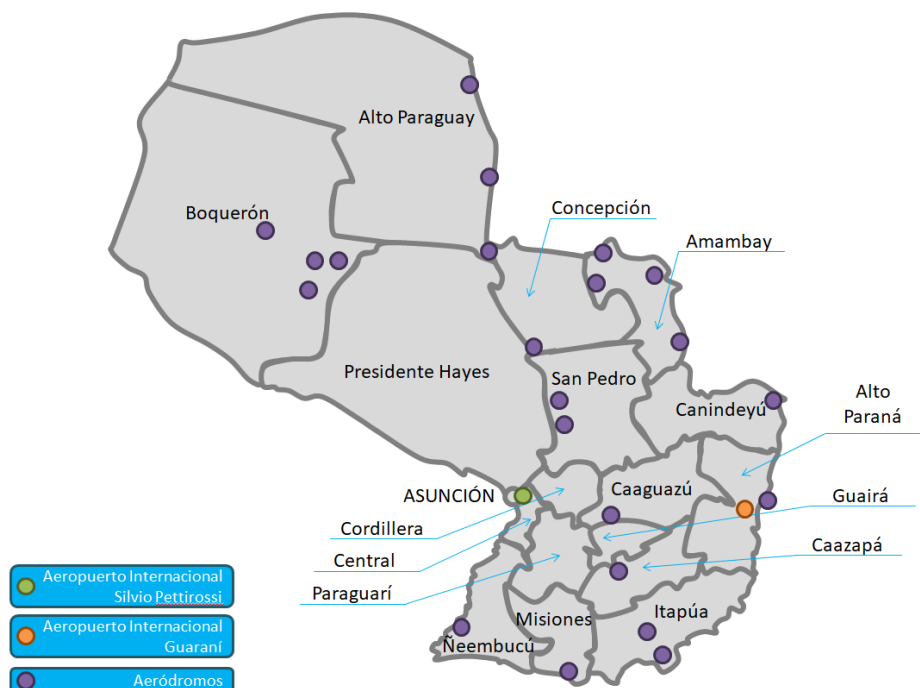 Alto Paraguay
Boquerón
Concepción
Amambay
Presidente Hayes
San Pedro
Canindeyú
Alto
Paraná
ASUNCIÓN
Caaguazú
Guairá
Cordillera
Central
Caazapá
Paraguarí
Misiones
Itapúa
Ñeembucú
Aeropuerto Internacional
Silvio Pettirossi
Aeropuerto Internacional
Guaraní
Aeródromos